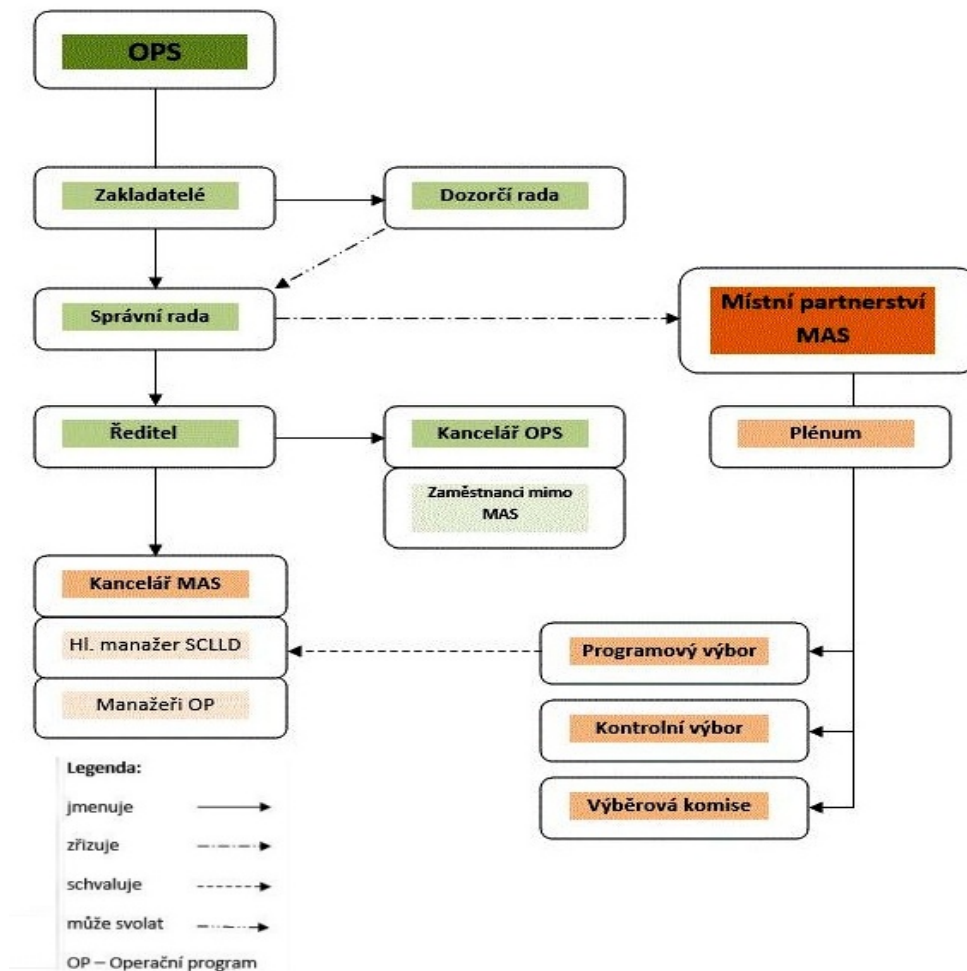 OPS
Zakladatelé
Dozorčí rada
Správní rada
Místní partnerství
MAS
Ředitel
Kancelář OPS
Plénum
Zaměstnanci mimo
MAS
Kancelář MAS
Hl. manažer SCLLD
Programový výbor
Manažeři OP
Kontrolní výbor
Výběrová komise
Legenda:
jmenuje
zřizuje
schvaluje
může svolat
OP – Operační program